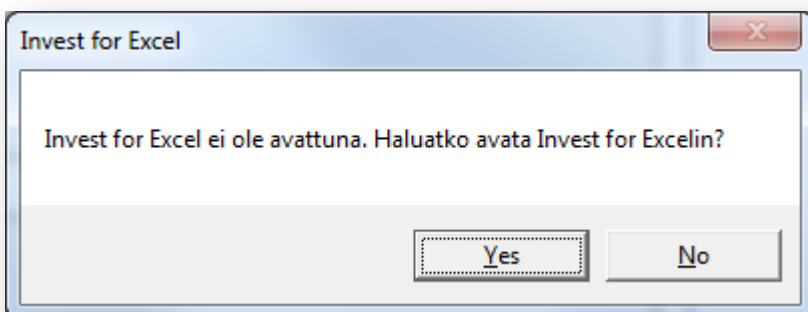 Invest for Excel
Invest for Excel ei ole avattuna. Haluatko avata Invest for Excelin?
Yes
No